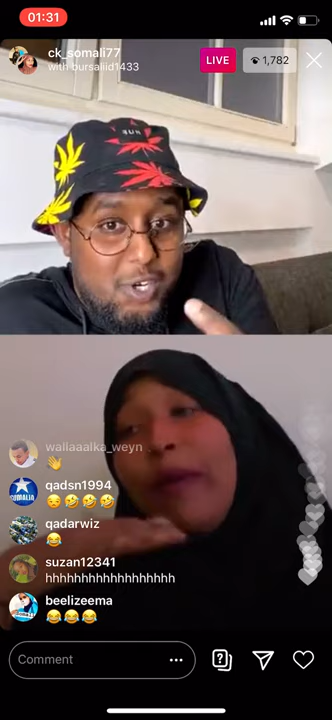 01:31
ck_somali77
with bursaliid1433
LIVE
1,782
waliaaalka_weyn
👋
qadsn1994
😒🤣🤣🤣
qadarwiz
😂
suzan12341
hhhhhhhhhhhhhhhhhh
beelizeema
😂😂😂
Comment